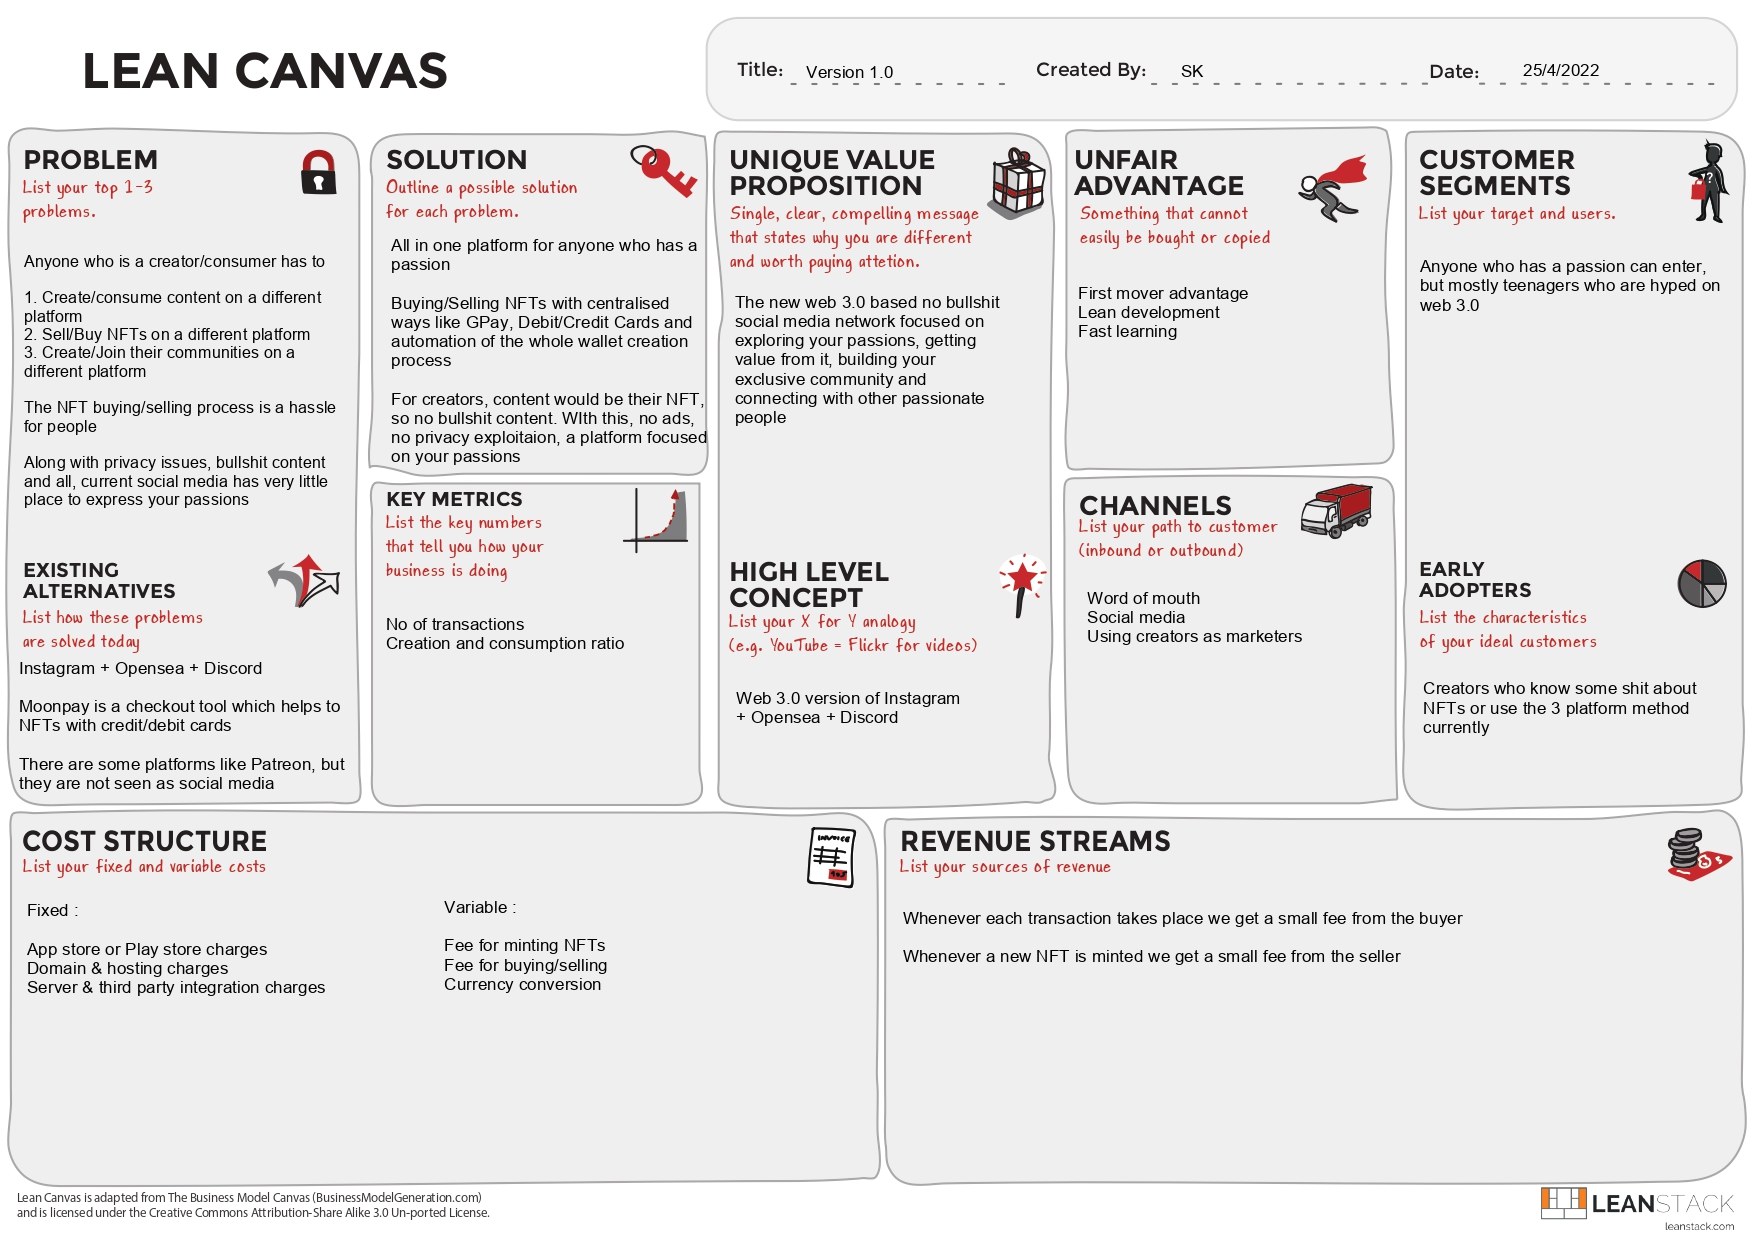 LEAN CANVAS
Title: Version 1.0 Created By: SK Date: 25/4/2022
PROBLEM
List your top 1-3
problems.
Anyone who is a creator/consumer has to
1. Create/consume content on a different
platform
2. Sell/Buy NFTs on a different platform
3. Create/Join their communities on a
different platform
The NFT buying/selling process is a hassle
for people
Along with privacy issues, bullshit content
and all, current social media has very little
place to express your passions
EXISTING
ALTERNATIVES
List how these problems
are solved today
Instagram + Opensea + Discord
Moonpay is a checkout tool which helps to
NFTs with credit/debit cards
There are some platforms like Patreon, but
they are not seen as social media
SOLUTION
Outline a possible solution
for each problem.
All in one platform for anyone who has a
passion
Buying/Selling NFTs with centralised
ways like GPay, Debit/Credit Cards and
automation of the whole wallet creation
process
For creators, content would be their NFT,
so no bullshit content. WIth this, no ads,
no privacy exploitaion, a platform focused
on your passions
KEY METRICS
List the key numbers
that tell you how your
business is doing
No of transactions
Creation and consumption ratio
UNIQUE VALUE
PROPOSITION
Single, clear, compelling message
that states why you are different
and worth paying attetion.
The new web 3.0 based no bullshit
social media network focused on
exploring your passions, getting
value from it, building your
exclusive community and
connecting with other passionate
people
HIGH LEVEL
CONCEPT
List your X for Y analogy
(e.g. YouTube = Flickr for videos)
Web 3.0 version of Instagram
+ Opensea + Discord
UNFAIR
ADVANTAGE
Something that cannot
easily be bought or copied
First mover advantage
Lean development
Fast learning
CHANNELS
List your path to customer
(inbound or outbound)
Word of mouth
Social media
Using creators as marketers
CUSTOMER
SEGMENTS
List your target and users.
Anyone who has a passion can enter,
but mostly teenagers who are hyped on
web 3.0
EARLY
ADOPTERS
List the characteristics
of your ideal customers
Creators who know some shit about
NFTs or use the 3 platform method
currently
COST STRUCTURE
List your fixed and variable costs
INVOICE
Fixed :
App store or Play store charges
Domain & hosting charges
Server & third party integration charges
Variable :
Fee for minting NFTs
Fee for buying/selling
Currency conversion
REVENUE STREAMS
List your sources of revenue
Whenever each transaction takes place we get a small fee from the buyer
Whenever a new NFT is minted we get a small fee from the seller
Lean Canvas is adapted from The Business Model Canvas (BusinessModelGeneration.com)
and is licensed under the Creative Commons Attribution-Share Alike 3.0 Un-ported License.
LEANSTACK
leanstack.com